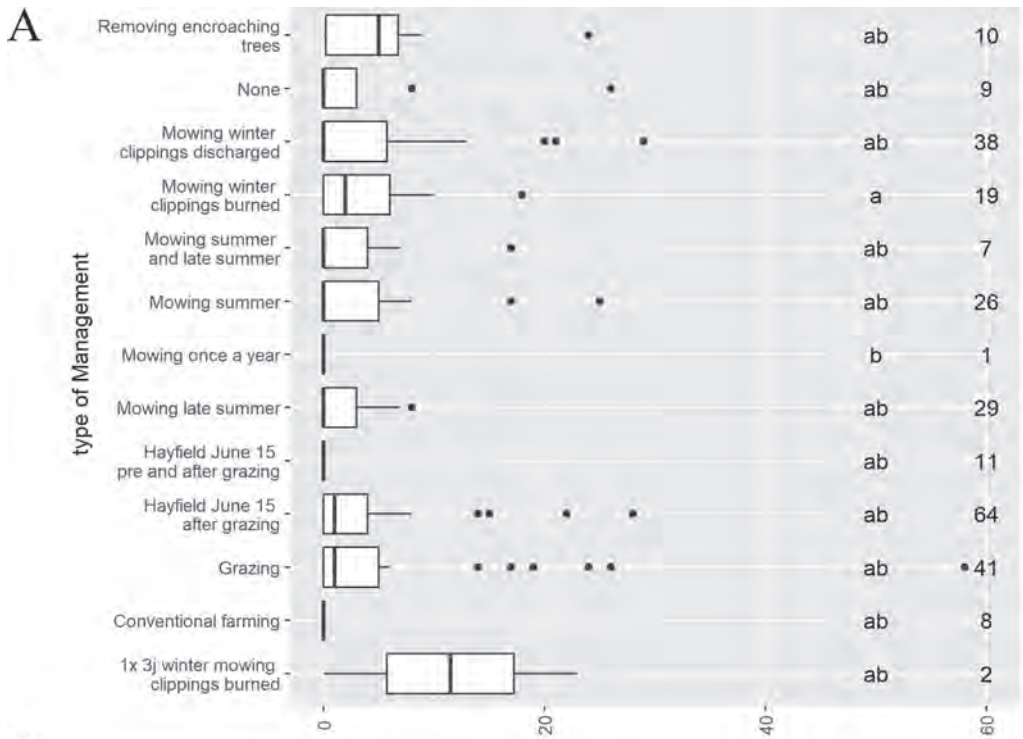 A
Removing encroaching
trees
ab 10
None
ab 9
Mowing winter
clippings discharged
ab 38
Mowing winter
clippings burned
a 19
Mowing summer
and late summer
ab 7
Mowing summer
ab 26
Mowing once a year
b 1
Mowing late summer
ab 29
Hayfield June 15
pre and after grazing
ab 11
Hayfield June 15
after grazing
ab 64
Grazing
ab 41
Conventional farming
ab 8
1x 3j winter mowing
clippings burned
ab 2
type of Management
0 20 40 60